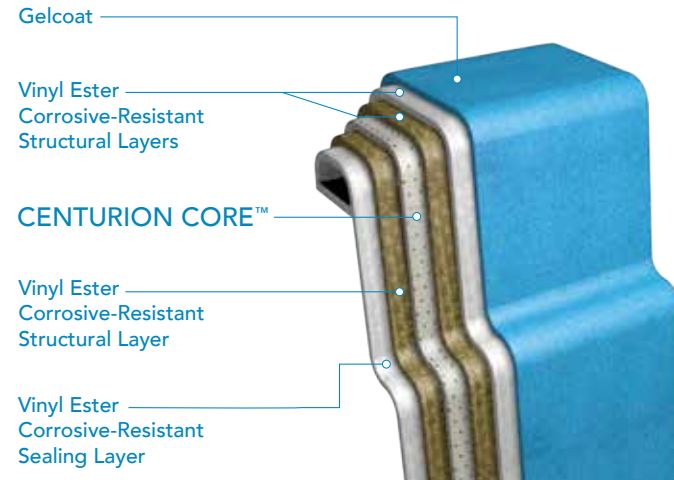 Gelcoat
Vinyl Ester
Corrosive-Resistant
Structural Layers
CENTURION CORE™
Vinyl Ester
Corrosive-Resistant
Structural Layer
Vinyl Ester
Corrosive-Resistant
Sealing Layer